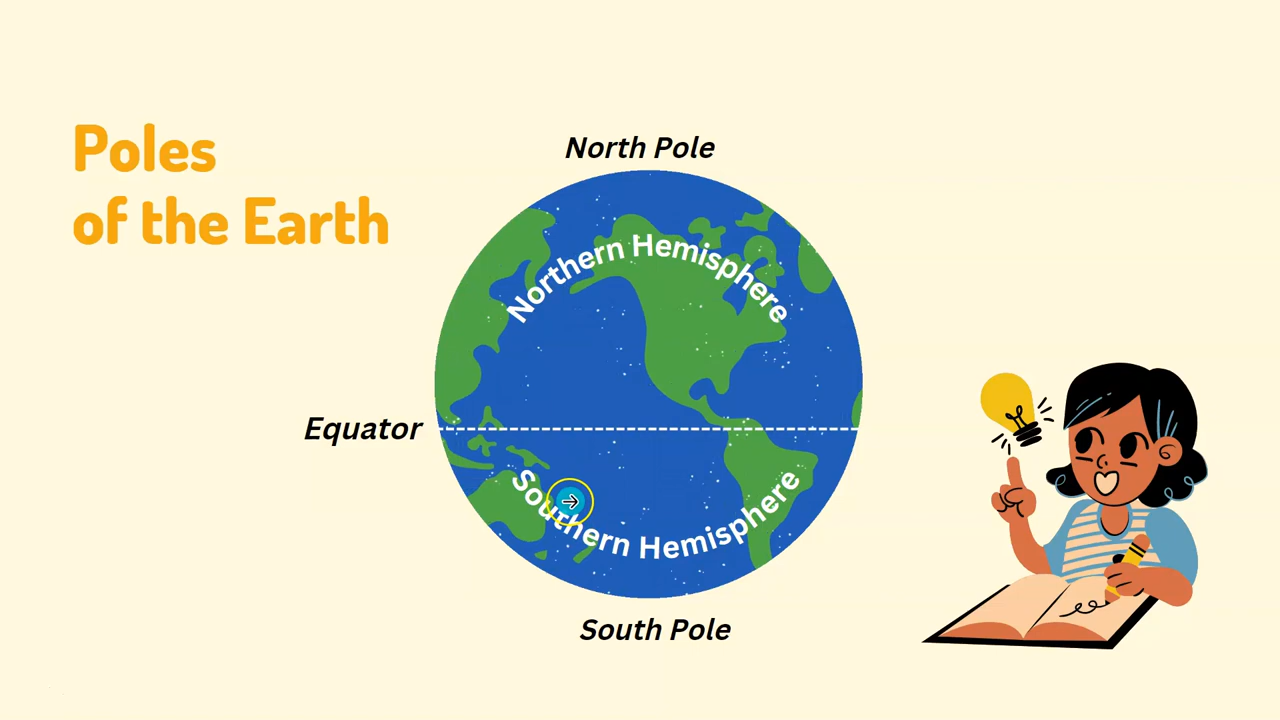 Poles
of the Earth
North Pole
Northern Hemisphere
Equator
Southern Hemisphere
South Pole